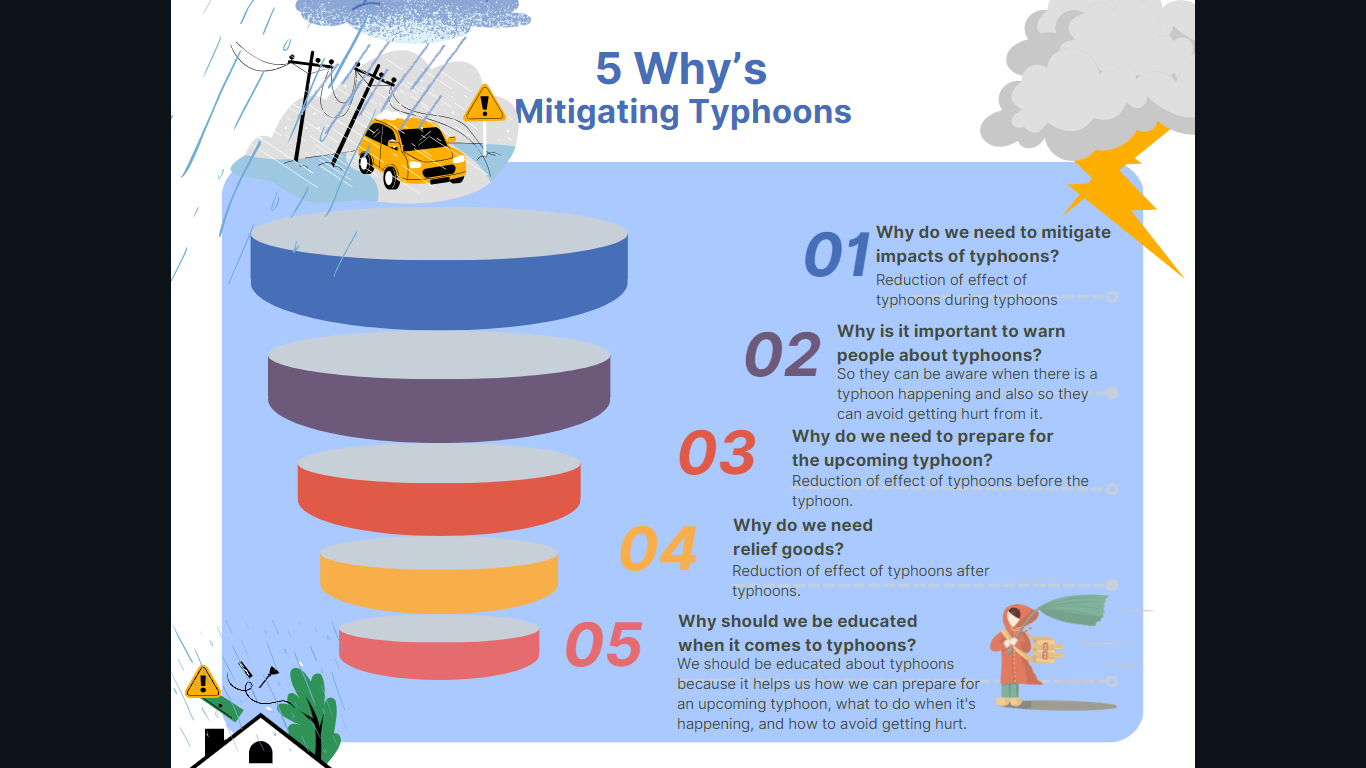 5 Why’s
Mitigating Typhoons
01
Why do we need to mitigate
impacts of typhoons?
Reduction of effect of
typhoons during typhoons
02
Why is it important to warn
people about typhoons?
So they can be aware when there is a
typhoon happening and also so they
can avoid getting hurt from it.
03
Why do we need to prepare for
the upcoming typhoon?
Reduction of effect of typhoons before the
typhoon.
04
Why do we need
relief goods?
Reduction of effect of typhoons after
typhoons.
05
Why should we be educated
when it comes to typhoons?
We should be educated about typhoons
because it helps us how we can prepare for
an upcoming typhoon, what to do when it's
happening, and how to avoid getting hurt.